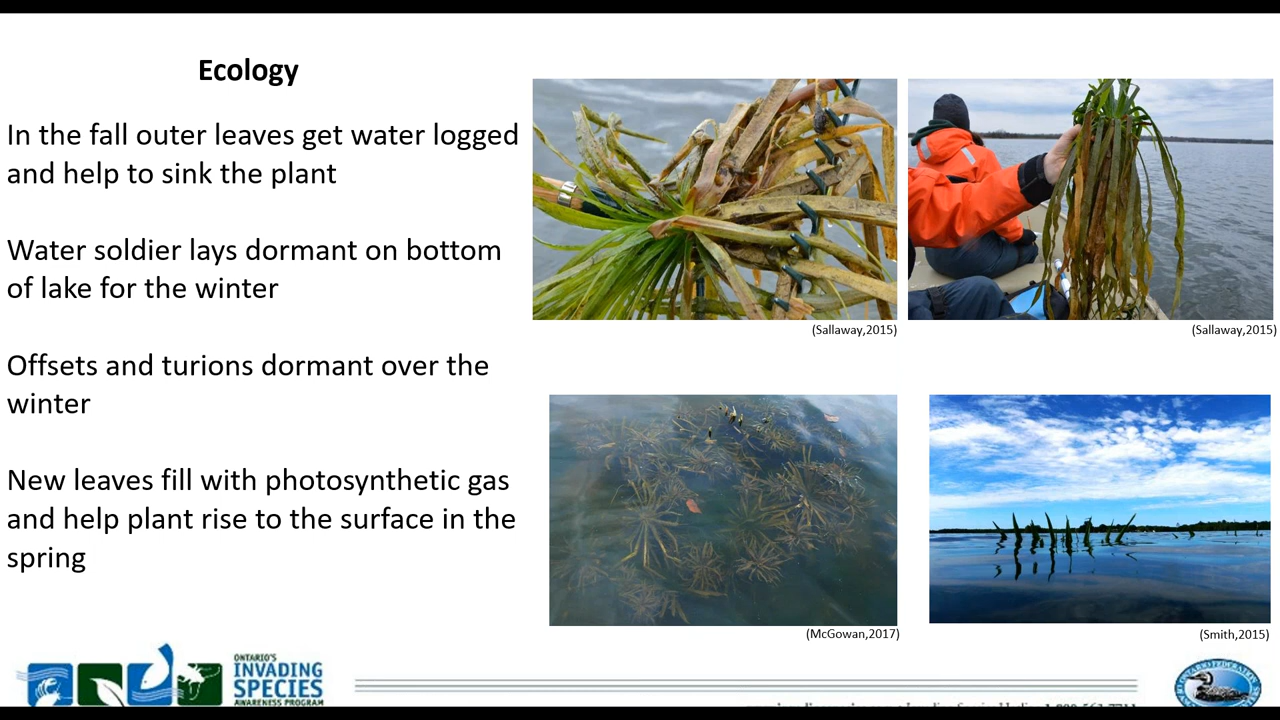 Ecology
In the fall outer leaves get water logged
and help to sink the plant
Water soldier lays dormant on bottom
of lake for the winter
Offsets and turions dormant over the
winter
New leaves fill with photosynthetic gas
and help plant rise to the surface in the
spring
(Sallaway,2015)
(Sallaway,2015)
(McGowan,2017)
(Smith,2015)
ONTARIO'S
INVADING
SPECIES
AWARENESS PROGRAM
ONTARIO FEDERATION